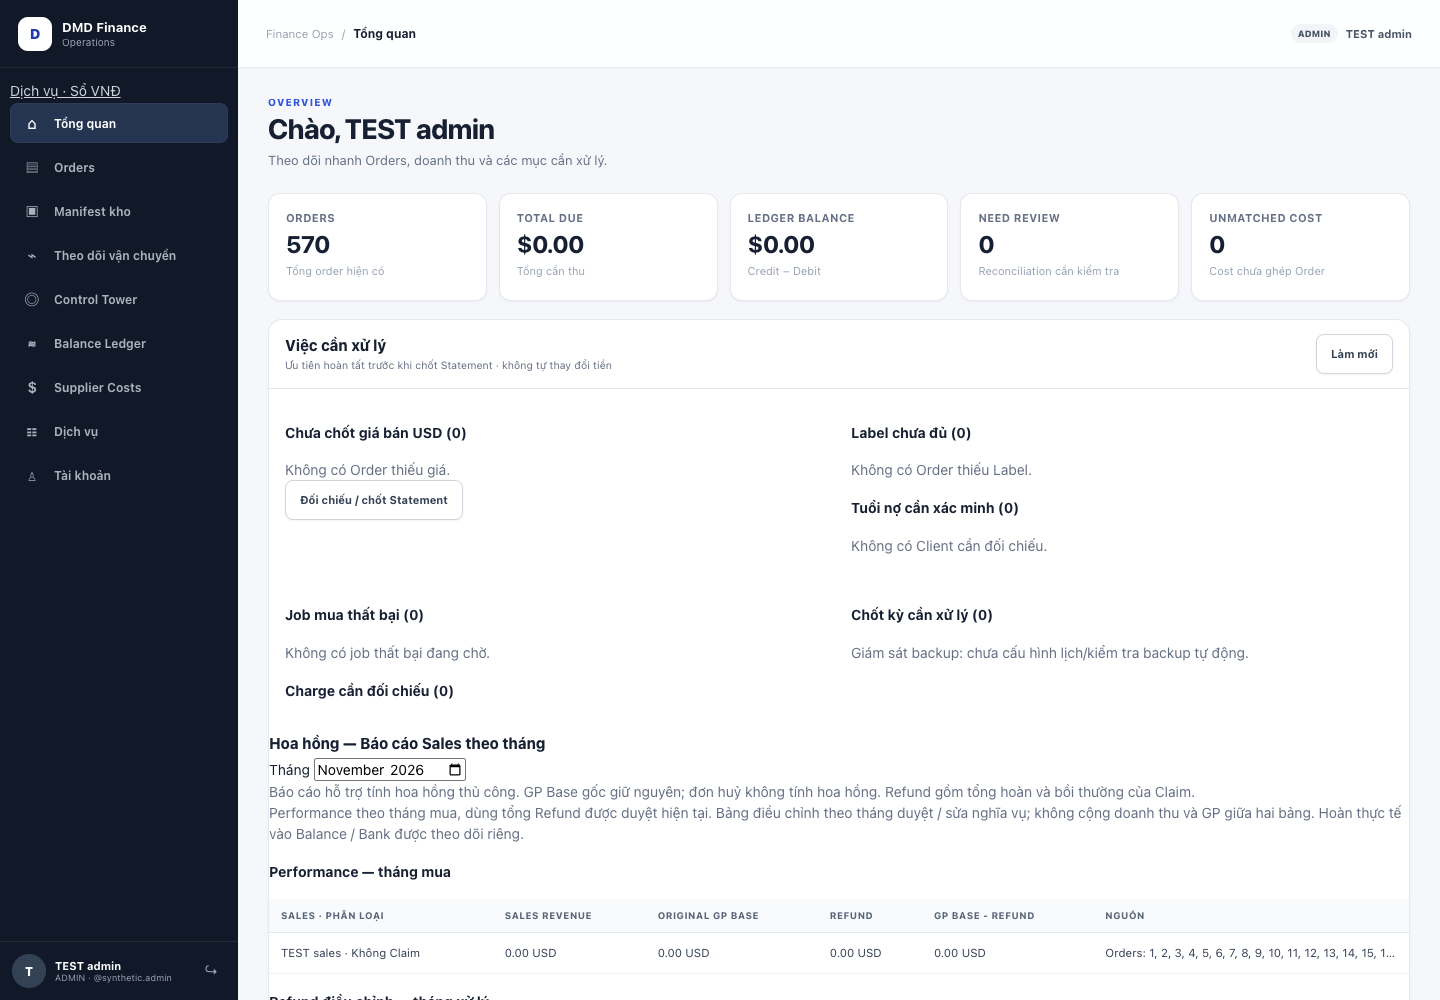 D
DMD Finance
Operations
Dịch vụ · Sổ VNĐ
Tổng quan
Orders
Manifest kho
Theo dõi vận chuyển
Control Tower
Balance Ledger
Supplier Costs
Dịch vụ
Tài khoản
T
TEST admin
ADMIN · @synthetic.admin
Finance Ops / Tổng quan
ADMIN TEST admin
OVERVIEW
Chào, TEST admin
Theo dõi nhanh Orders, doanh thu và các mục cần xử lý.
ORDERS
570
Tổng order hiện có
TOTAL DUE
$0.00
Tổng cần thu
LEDGER BALANCE
$0.00
Credit − Debit
NEED REVIEW
0
Reconciliation cần kiểm tra
UNMATCHED COST
0
Cost chưa ghép Order
Việc cần xử lý
Ưu tiên hoàn tất trước khi chốt Statement · không tự thay đổi tiền
Làm mới
Chưa chốt giá bán USD (0)
Không có Order thiếu giá.
Đối chiếu / chốt Statement
Label chưa đủ (0)
Không có Order thiếu Label.
Tuổi nợ cần xác minh (0)
Không có Client cần đối chiếu.
Job mua thất bại (0)
Không có job thất bại đang chờ.
Charge cần đối chiếu (0)
Chốt kỳ cần xử lý (0)
Giám sát backup: chưa cấu hình lịch/kiểm tra backup tự động.
Hoa hồng — Báo cáo Sales theo tháng
Tháng November 2026
Báo cáo hỗ trợ tính hoa hồng thủ công. GP Base gốc giữ nguyên; đơn huỷ không tính hoa hồng. Refund gồm tổng hoàn và bồi thường của Claim.
Performance theo tháng mua, dùng tổng Refund được duyệt hiện tại. Bảng điều chỉnh theo tháng duyệt / sửa nghĩa vụ; không cộng doanh thu và GP giữa hai bảng. Hoàn thực tế
vào Balance / Bank được theo dõi riêng.
Performance — tháng mua
SALES · PHÂN LOẠI SALES REVENUE ORIGINAL GP BASE REFUND GP BASE - REFUND NGUỒN
TEST sales · Không Claim 0.00 USD 0.00 USD 0.00 USD 0.00 USD Orders: 1, 2, 3, 4, 5, 6, 7, 8, 9, 10, 11, 12, 13, 14, 15, 1...
Refund điều chỉnh — tháng xử lý